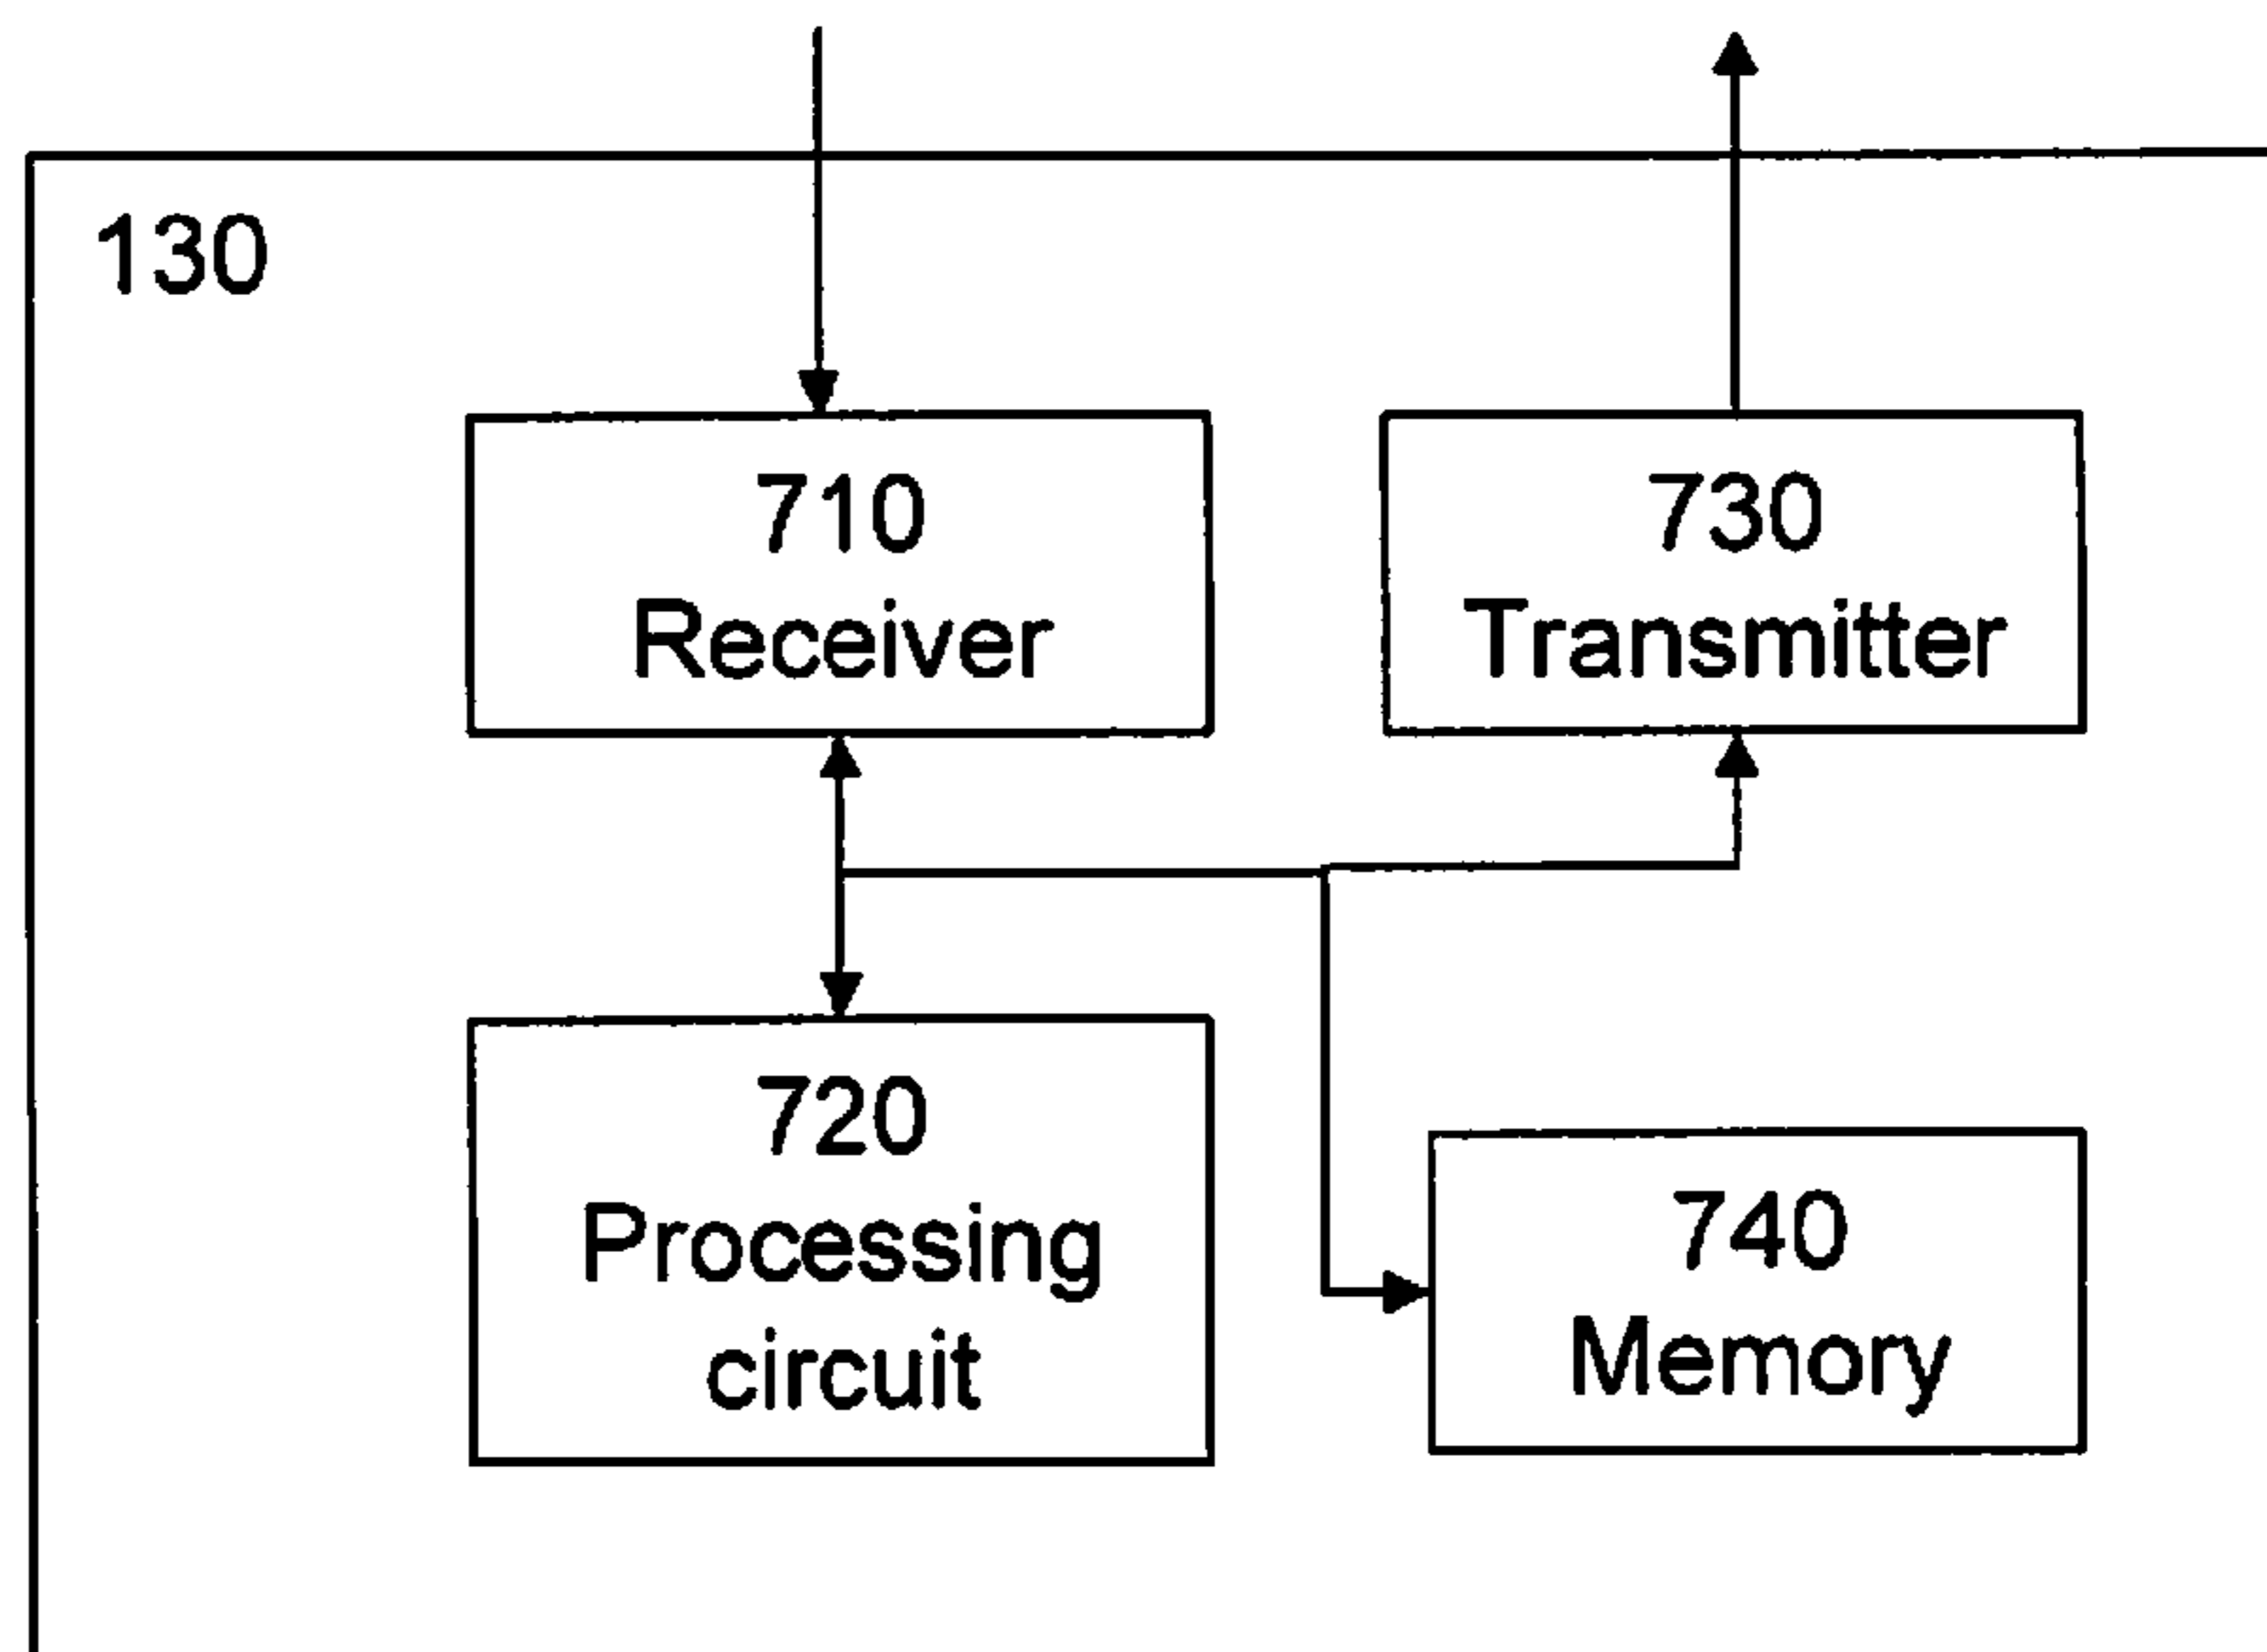 130
710
Receiver
730
Transmitter
720
Processing
circuit
740
Memory